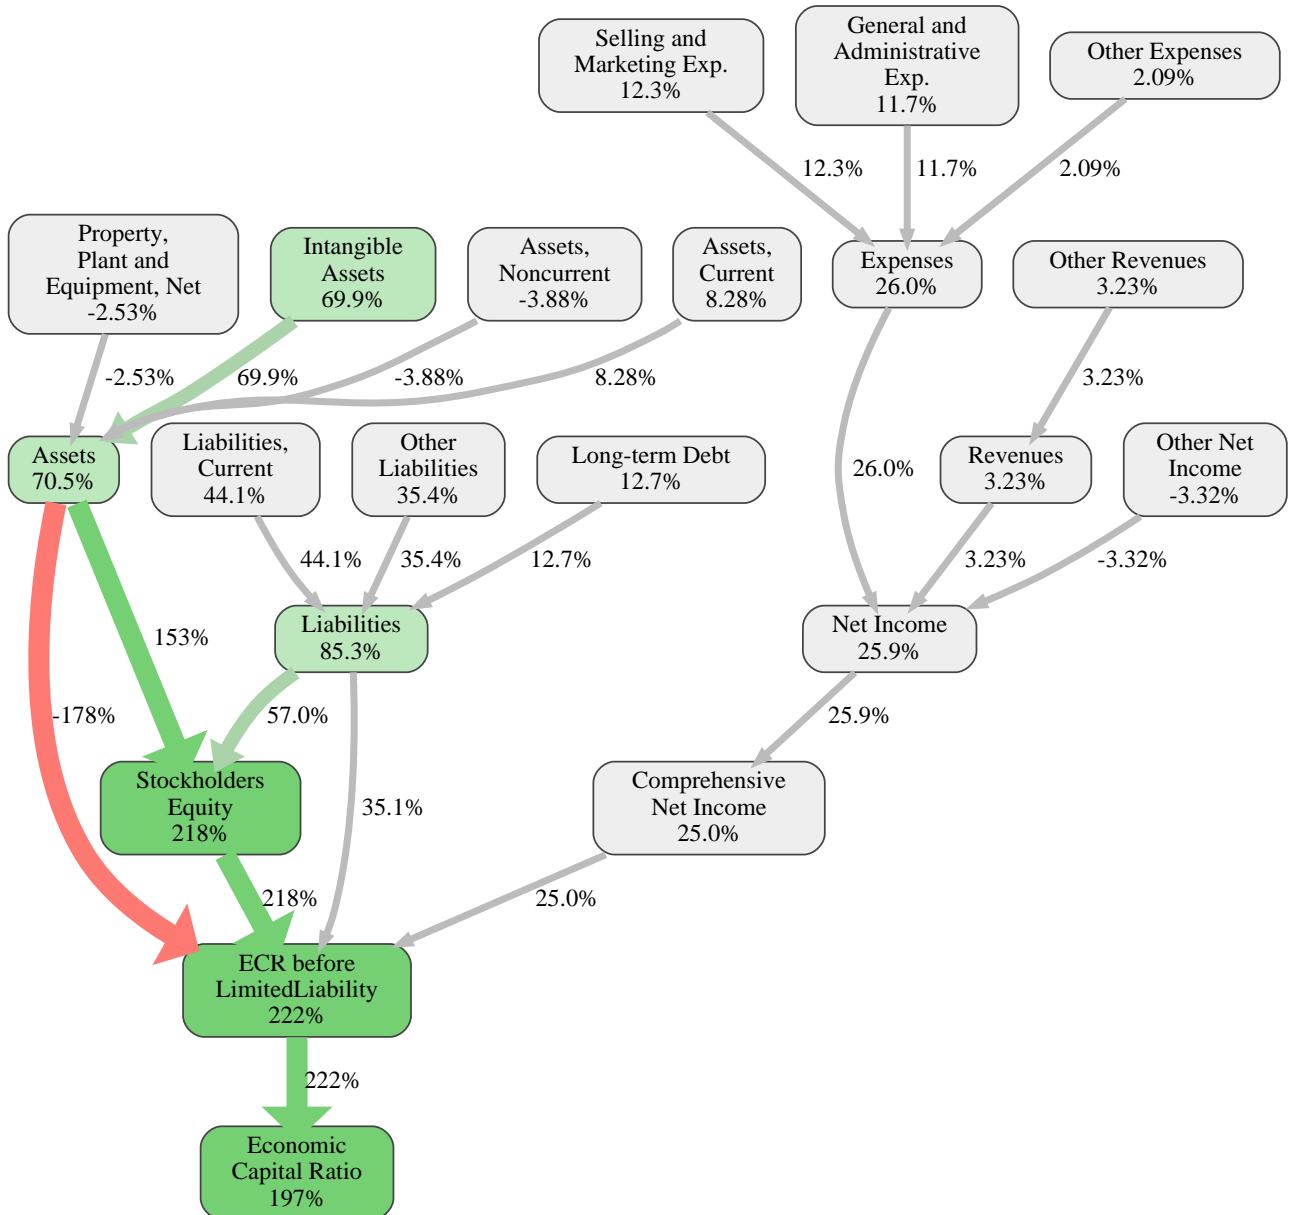 Selling and
Marketing Exp.
12.3%
General and
Administrative
Exp.
11.7%
Other Expenses
2.09%
12.3%
11.7%
2.09%
Property,
Plant and
Equipment, Net
-2.53%
Intangible
Assets
69.9%
Assets,
Noncurrent
-3.88%
Assets,
Current
8.28%
Expenses
26.0%
Other Revenues
3.23%
-2.53%
69.9%
-3.88%
8.28%
3.23%
Assets
70.5%
Liabilities,
Current
44.1%
Other
Liabilities
35.4%
Long-term Debt
12.7%
26.0%
Revenues
3.23%
Other Net
Income
-3.32%
44.1%
35.4%
12.7%
3.23%
-3.32%
153%
Liabilities
85.3%
Net Income
25.9%
-178%
57.0%
25.9%
Stockholders
Equity
218%
35.1%
Comprehensive
Net Income
25.0%
218%
25.0%
ECR before
LimitedLiability
222%
222%
Economic
Capital Ratio
197%